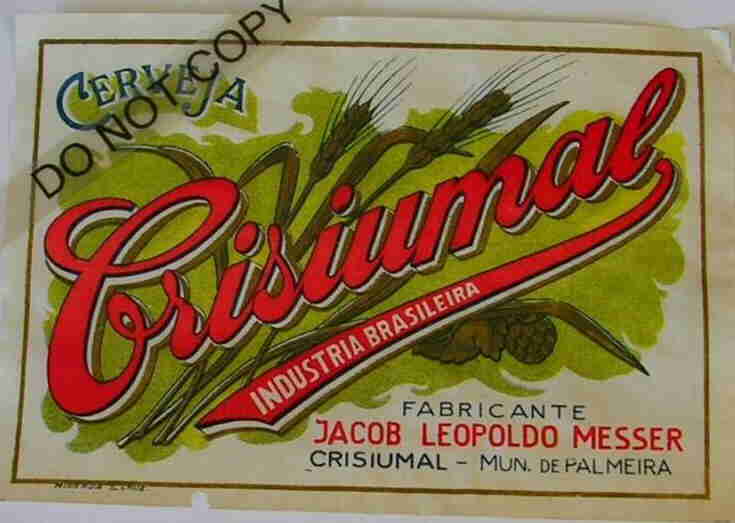 CERVEJA
DO NOT COPY
Crisiumal
INDUSTRIA BRASILEIRA
FABRICANTE
JACOB LEOPOLDO MESSER
CRISIUMAL – MUN. DE PALMEIRA